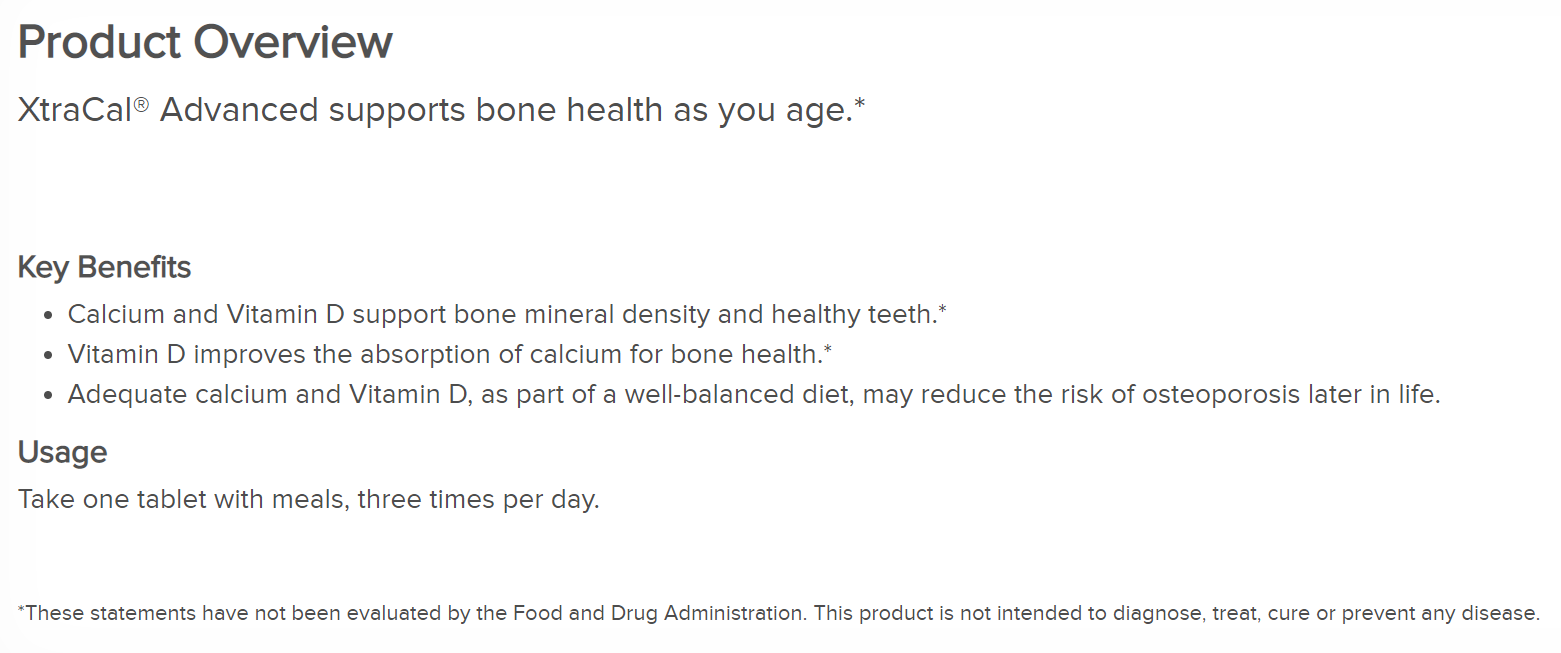 Product Overview
XtraCal® Advanced supports bone health as you age.*
Key Benefits
• Calcium and Vitamin D support bone mineral density and healthy teeth.*
• Vitamin D improves the absorption of calcium for bone health.*
• Adequate calcium and Vitamin D, as part of a well-balanced diet, may reduce the risk of osteoporosis later in life.
Usage
Take one tablet with meals, three times per day.
*These statements have not been evaluated by the Food and Drug Administration. This product is not intended to diagnose, treat, cure or prevent any disease.